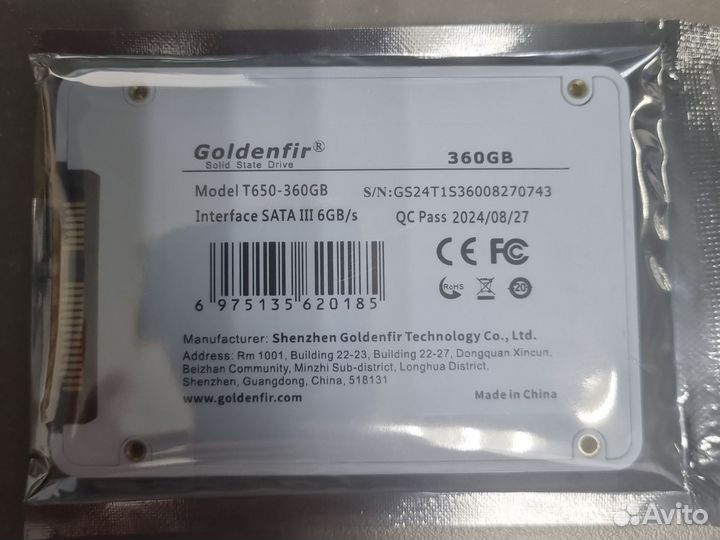 Goldenfir®
Solid State Drive
360GB
Model T650-360GB
S/N:GS24T1S36008270743
Interface SATA III 6GB/s
QC Pass 2024/08/27
CE FC
RoHS
20
6 975135 620185
Manufacturer: Shenzhen Goldenfir Technology Co., Ltd.
Address: Rm 1001, Building 22-23, Building 22-27, Dongquan Xincun,
Beizhan Community, Minzhi Sub-district, Longhua District,
Shenzhen, Guangdong, China, 518131
www.goldenfir.com
Made in China
Avito